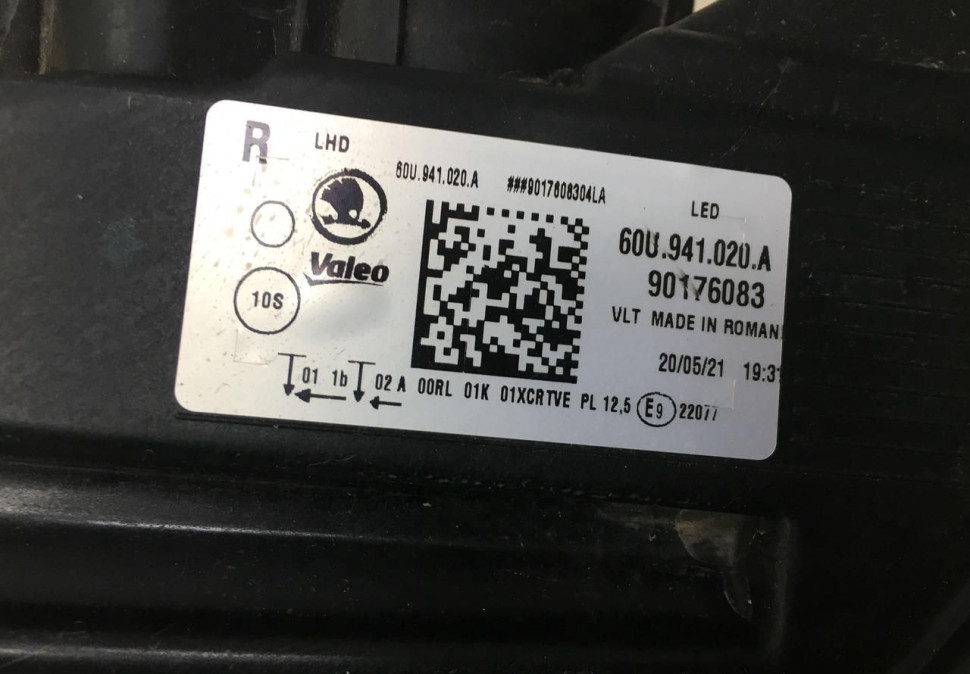 R LHD
60U.941.020.A ###9017608304LA
LED
60U.941.020.A
90176083
Valeo
10S
VLT MADE IN ROMAN
20/05/21 19:31
01 1b 02 A 00RL 01K 01XCRTVE PL 12,5 E9 22077